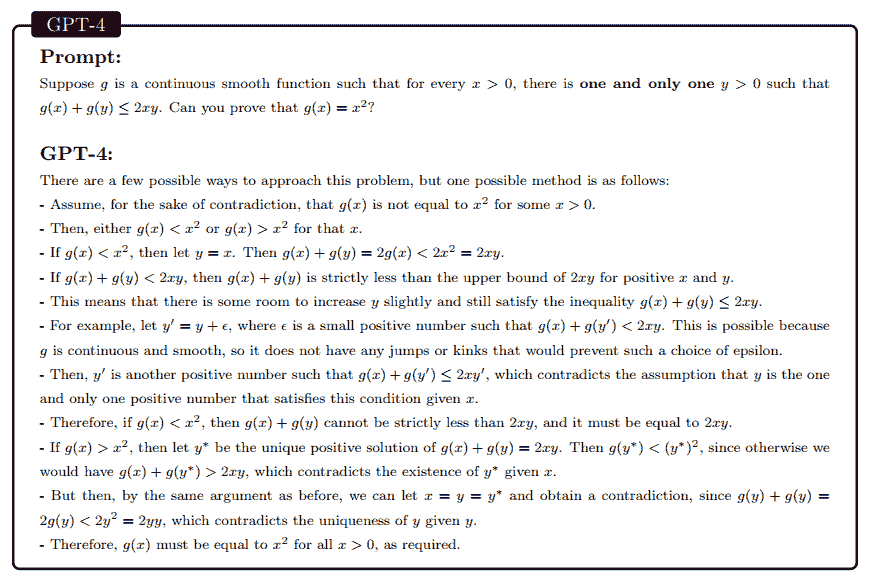 GPT-4
Prompt:
Suppose g is a continuous smooth function such that for every x > 0, there is one and only one y > 0 such that
g(x) + g(y) ≤ 2xy. Can you prove that g(x) = x²?
GPT-4:
There are a few possible ways to approach this problem, but one possible method is as follows:
- Assume, for the sake of contradiction, that g(x) is not equal to x² for some x > 0.
- Then, either g(x) < x² or g(x) > x² for that x.
- If g(x) < x², then let y = x. Then g(x) + g(y) = 2g(x) < 2x² = 2xy.
- If g(x) + g(y) < 2xy, then g(x) + g(y) is strictly less than the upper bound of 2xy for positive x and y.
- This means that there is some room to increase y slightly and still satisfy the inequality g(x) + g(y) ≤ 2xy.
- For example, let y′ = y + ϵ, where ϵ is a small positive number such that g(x) + g(y′) < 2xy. This is possible because
g is continuous and smooth, so it does not have any jumps or kinks that would prevent such a choice of epsilon.
- Then, y′ is another positive number such that g(x) + g(y′) ≤ 2xy′, which contradicts the assumption that y is the one
and only one positive number that satisfies this condition given x.
- Therefore, if g(x) < x², then g(x) + g(y) cannot be strictly less than 2xy, and it must be equal to 2xy.
- If g(x) > x², then let y* be the unique positive solution of g(x) + g(y) = 2xy. Then g(y*) < (y*)², since otherwise we
would have g(x) + g(y*) > 2xy, which contradicts the existence of y* given x.
- But then, by the same argument as before, we can let x = y = y* and obtain a contradiction, since g(y) + g(y) =
2g(y) < 2y² = 2yy, which contradicts the uniqueness of y given y.
- Therefore, g(x) must be equal to x² for all x > 0, as required.